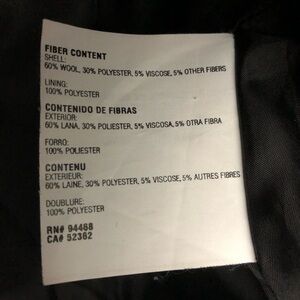 FIBER CONTENT
SHELL:
60% WOOL, 30% POLYESTER, 5% VISCOSE, 5% OTHER FIBERS
LINING:
100% POLYESTER
CONTENIDO DE FIBRAS
EXTERIOR:
60% LANA, 30% POLIESTER, 5% VISCOSA, 5% OTRA FIBRA
FORRO:
100% POLIESTER
CONTENU
EXTERIEUR:
60% LAINE, 30% POLYESTER, 5% VISCOSE, 5% AUTRES FIBRES
DOUBLURE:
100% POLYESTER
RN# 94468
CA# 52362